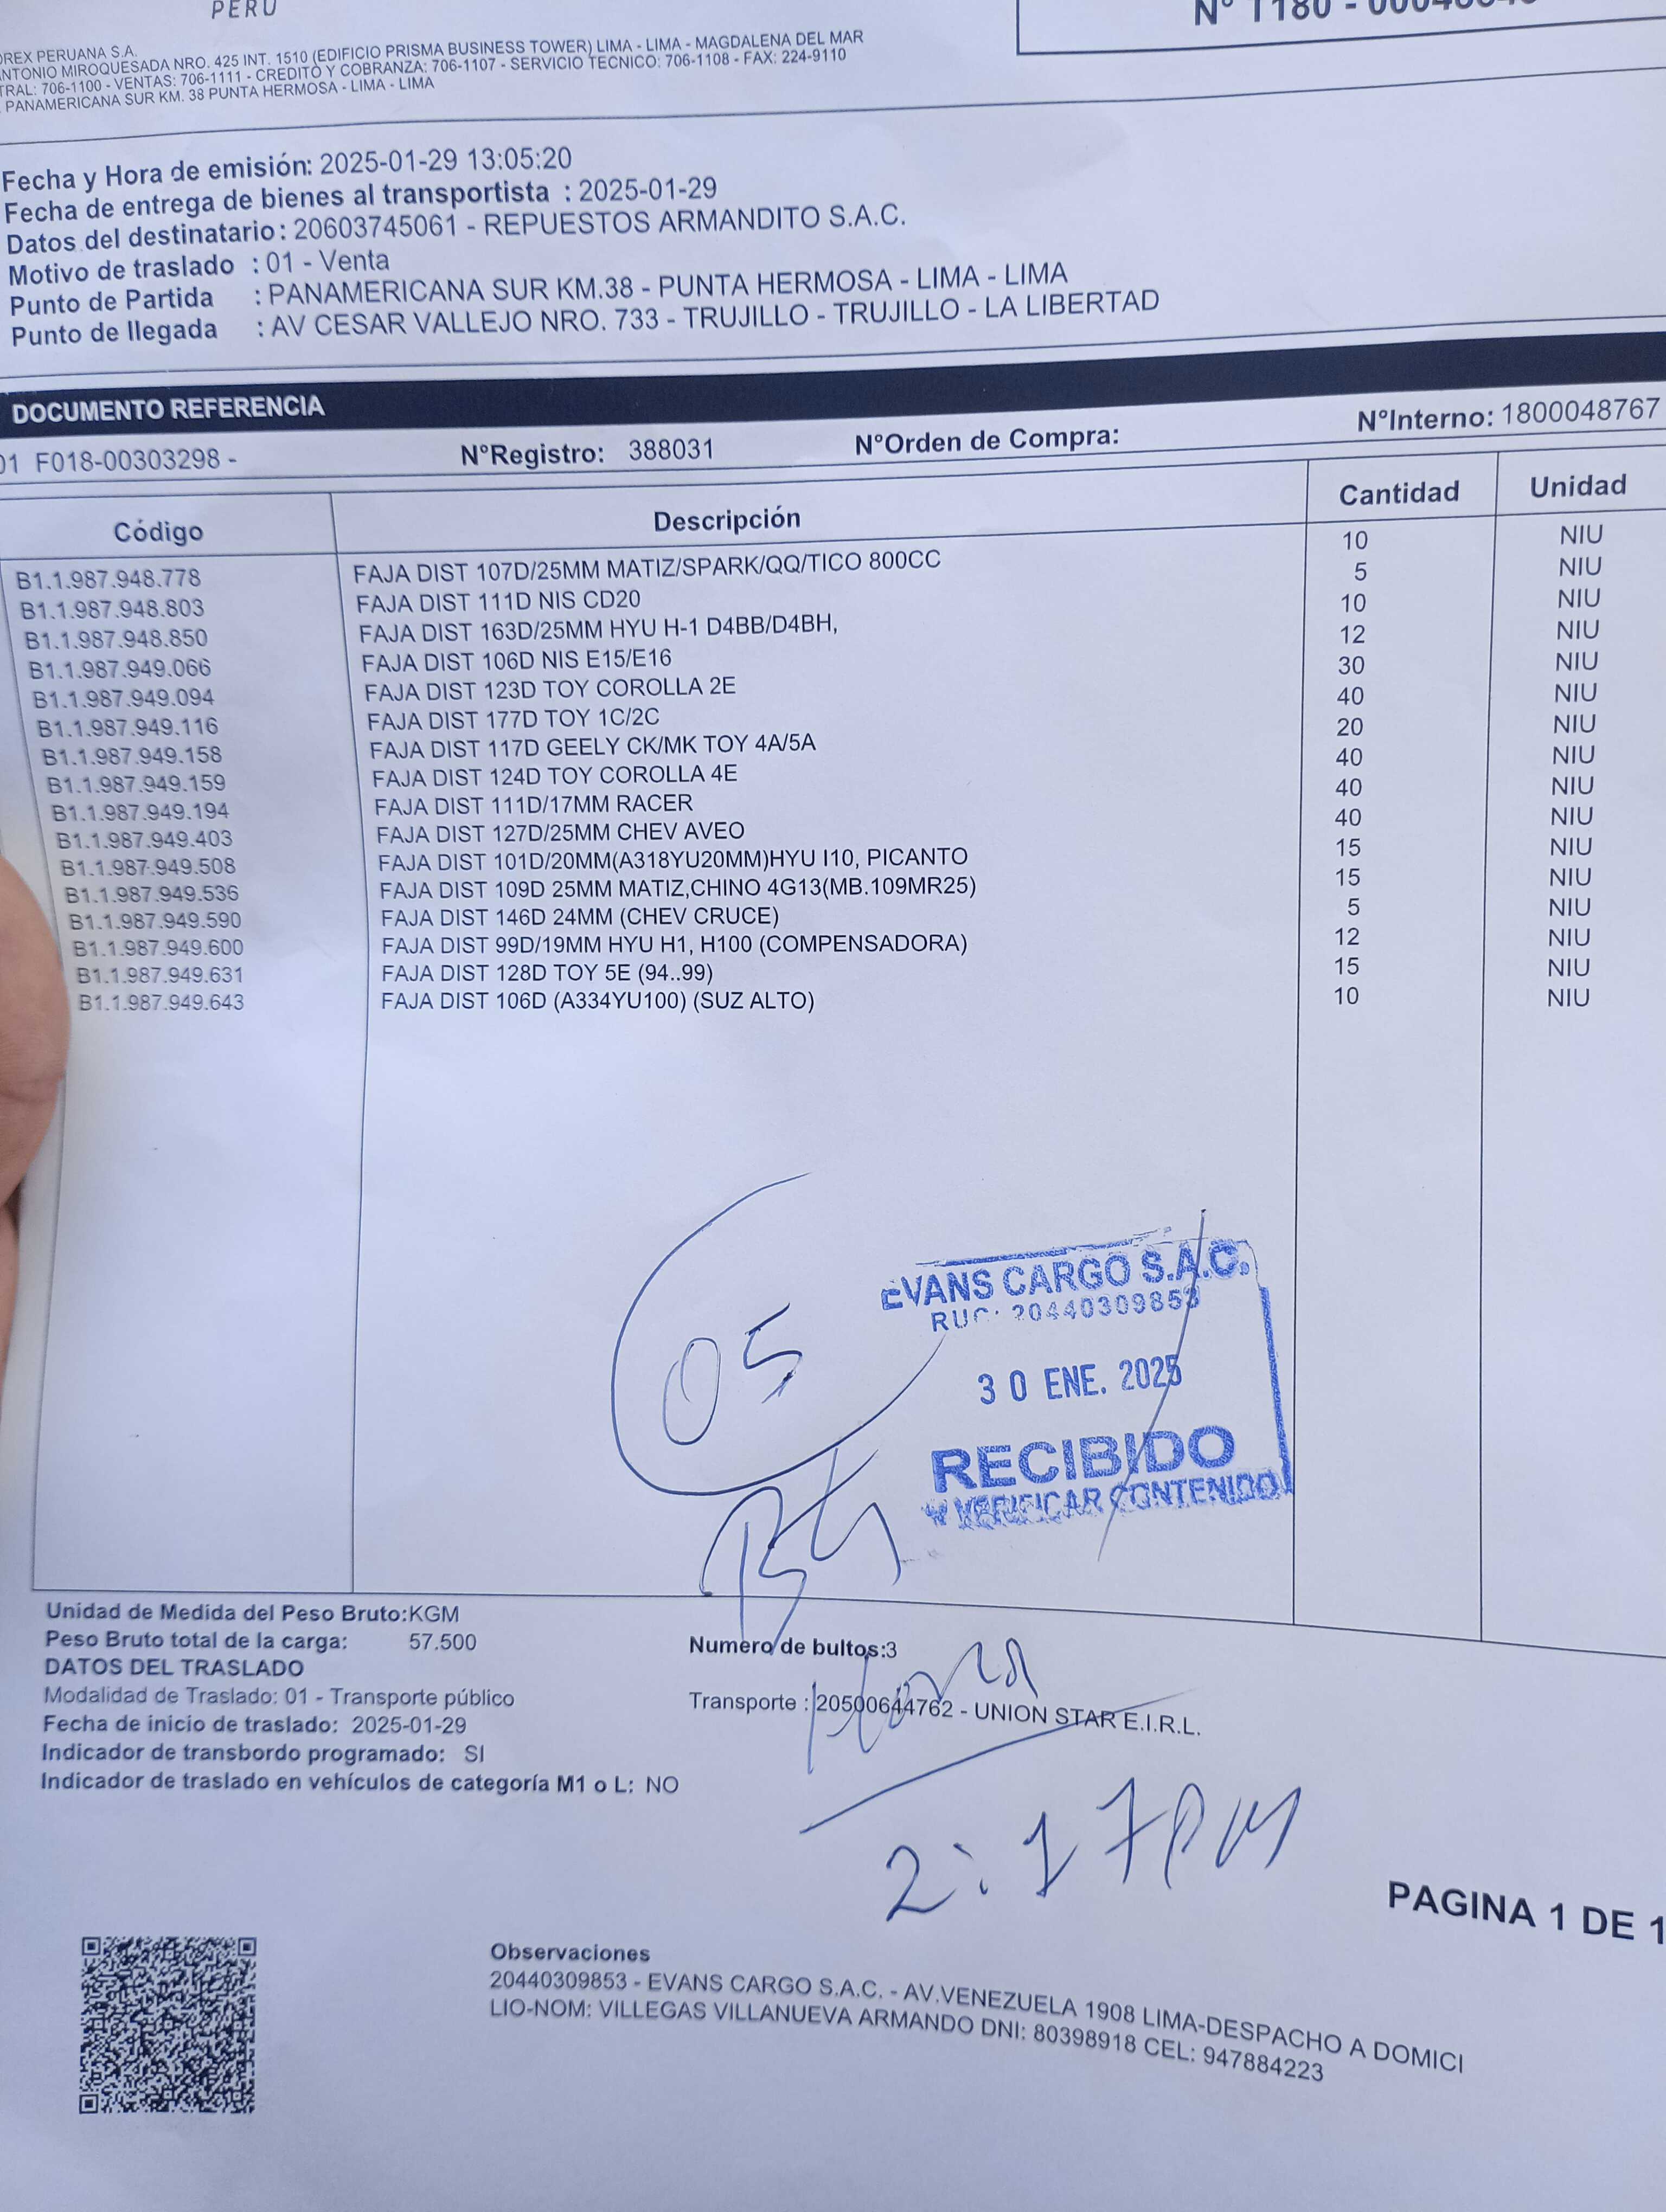 PERÚ
OREX PERUANA S.A.
ANTONIO MIROQUESADA NRO. 425 INT. 1510 (EDIFICIO PRISMA BUSINESS TOWER) LIMA - LIMA - MAGDALENA DEL MAR
TRAL: 706-1100 - VENTAS: 706-1111 - CREDITO Y COBRANZA: 706-1107 - SERVICIO TECNICO: 706-1108 - FAX: 224-9110
PANAMERICANA SUR KM. 38 PUNTA HERMOSA - LIMA - LIMA
Fecha y Hora de emisión: 2025-01-29 13:05:20
Fecha de entrega de bienes al transportista : 2025-01-29
Datos del destinatario: 20603745061 - REPUESTOS ARMANDITO S.A.C.
Motivo de traslado : 01 - Venta
Punto de Partida : PANAMERICANA SUR KM.38 - PUNTA HERMOSA - LIMA - LIMA
Punto de llegada : AV CESAR VALLEJO NRO. 733 - TRUJILLO - TRUJILLO - LA LIBERTAD
DOCUMENTO REFERENCIA
01 F018-00303298 - N°Registro: 388031 N°Orden de Compra: N°Interno: 1800048767
Código Descripción Cantidad Unidad
B1.1.987.948.778 FAJA DIST 107D/25MM MATIZ/SPARK/QQ/TICO 800CC 10 NIU
B1.1.987.948.803 FAJA DIST 111D NIS CD20 5 NIU
B1.1.987.948.850 FAJA DIST 163D/25MM HYU H-1 D4BB/D4BH, 10 NIU
B1.1.987.949.066 FAJA DIST 106D NIS E15/E16 12 NIU
B1.1.987.949.094 FAJA DIST 123D TOY COROLLA 2E 30 NIU
B1.1.987.949.116 FAJA DIST 177D TOY 1C/2C 40 NIU
B1.1.987.949.158 FAJA DIST 117D GEELY CK/MK TOY 4A/5A 20 NIU
B1.1.987.949.159 FAJA DIST 124D TOY COROLLA 4E 40 NIU
B1.1.987.949.194 FAJA DIST 111D/17MM RACER 40 NIU
B1.1.987.949.403 FAJA DIST 127D/25MM CHEV AVEO 40 NIU
B1.1.987.949.508 FAJA DIST 101D/20MM(A318YU20MM)HYU I10, PICANTO 15 NIU
B1.1.987.949.536 FAJA DIST 109D 25MM MATIZ,CHINO 4G13(MB.109MR25) 15 NIU
B1.1.987.949.590 FAJA DIST 146D 24MM (CHEV CRUCE) 5 NIU
B1.1.987.949.600 FAJA DIST 99D/19MM HYU H1, H100 (COMPENSADORA) 12 NIU
B1.1.987.949.631 FAJA DIST 128D TOY 5E (94..99) 15 NIU
B1.1.987.949.643 FAJA DIST 106D (A334YU100) (SUZ ALTO) 10 NIU
EVANS CARGO S.A.C.
RUC: 20440309853
05
30 ENE. 2025
RECIBIDO
VERIFICAR CONTENIDO
Unidad de Medida del Peso Bruto:KGM
Peso Bruto total de la carga: 57.500 Numero de bultos:3
DATOS DEL TRASLADO
Modalidad de Traslado: 01 - Transporte público Transporte : 20500644762 - UNION STAR E.I.R.L.
Fecha de inicio de traslado: 2025-01-29
Indicador de transbordo programado: SI
Indicador de traslado en vehículos de categoría M1 o L: NO
2:17PM
PAGINA 1 DE 1
Observaciones
20440309853 - EVANS CARGO S.A.C. - AV.VENEZUELA 1908 LIMA-DESPACHO A DOMICI
LIO-NOM: VILLEGAS VILLANUEVA ARMANDO DNI: 80398918 CEL: 947884223